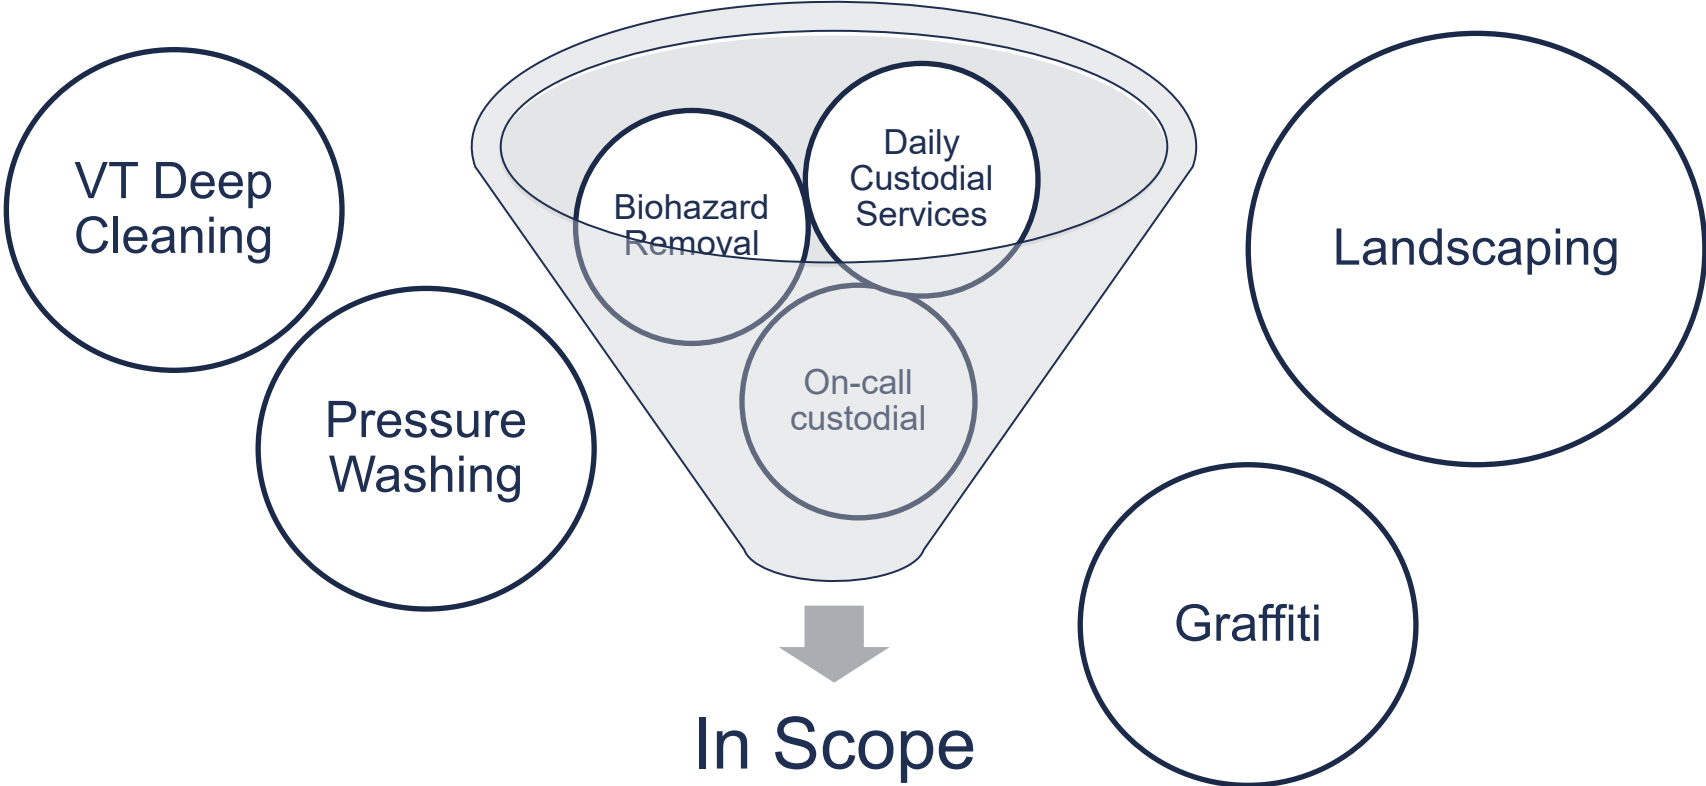 VT Deep
Cleaning
Pressure
Washing
Biohazard
Removal
Daily
Custodial
Services
On-call
custodial
Landscaping
Graffiti
In Scope